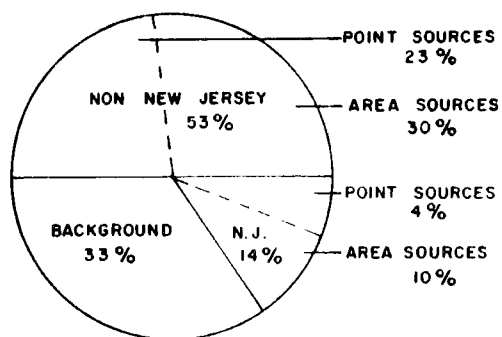 POINT SOURCES
23%
NON NEW JERSEY
53%
AREA SOURCES
30%
POINT SOURCES
4%
BACKGROUND
33%
N.J.
14%
AREA SOURCES
10%